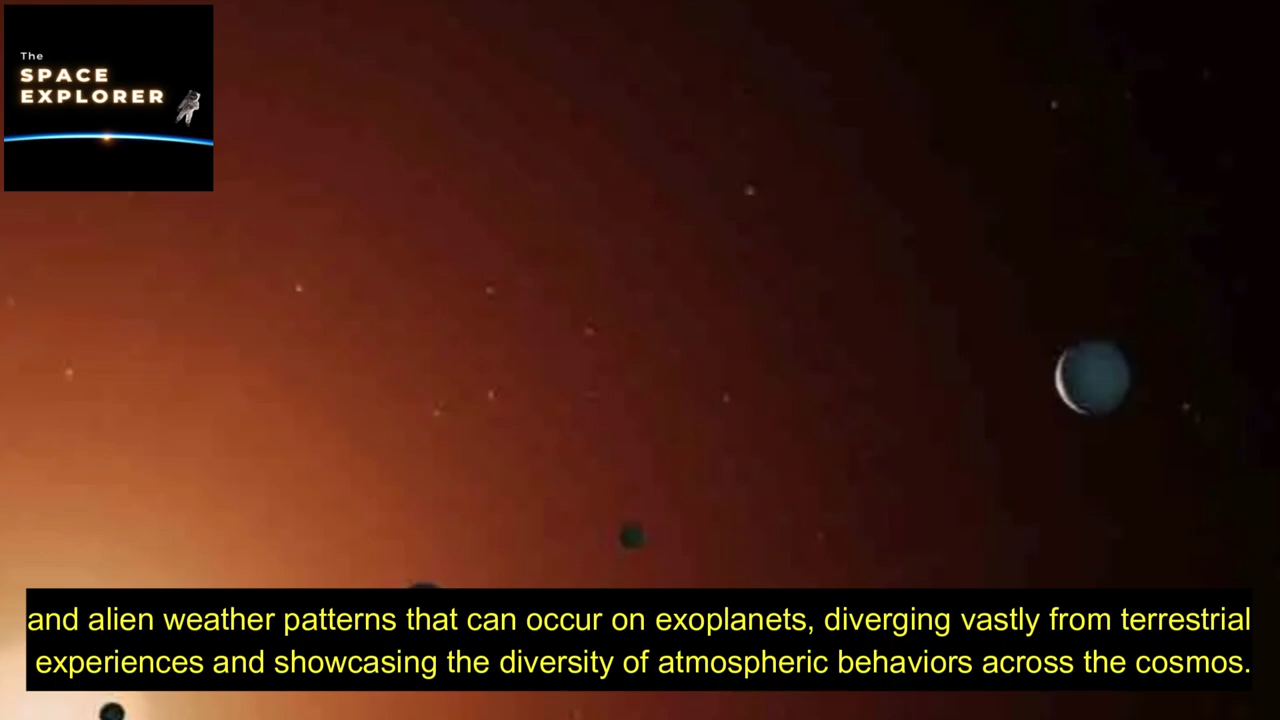 The
SPACE
EXPLORER
and alien weather patterns that can occur on exoplanets, diverging vastly from terrestrial
experiences and showcasing the diversity of atmospheric behaviors across the cosmos.